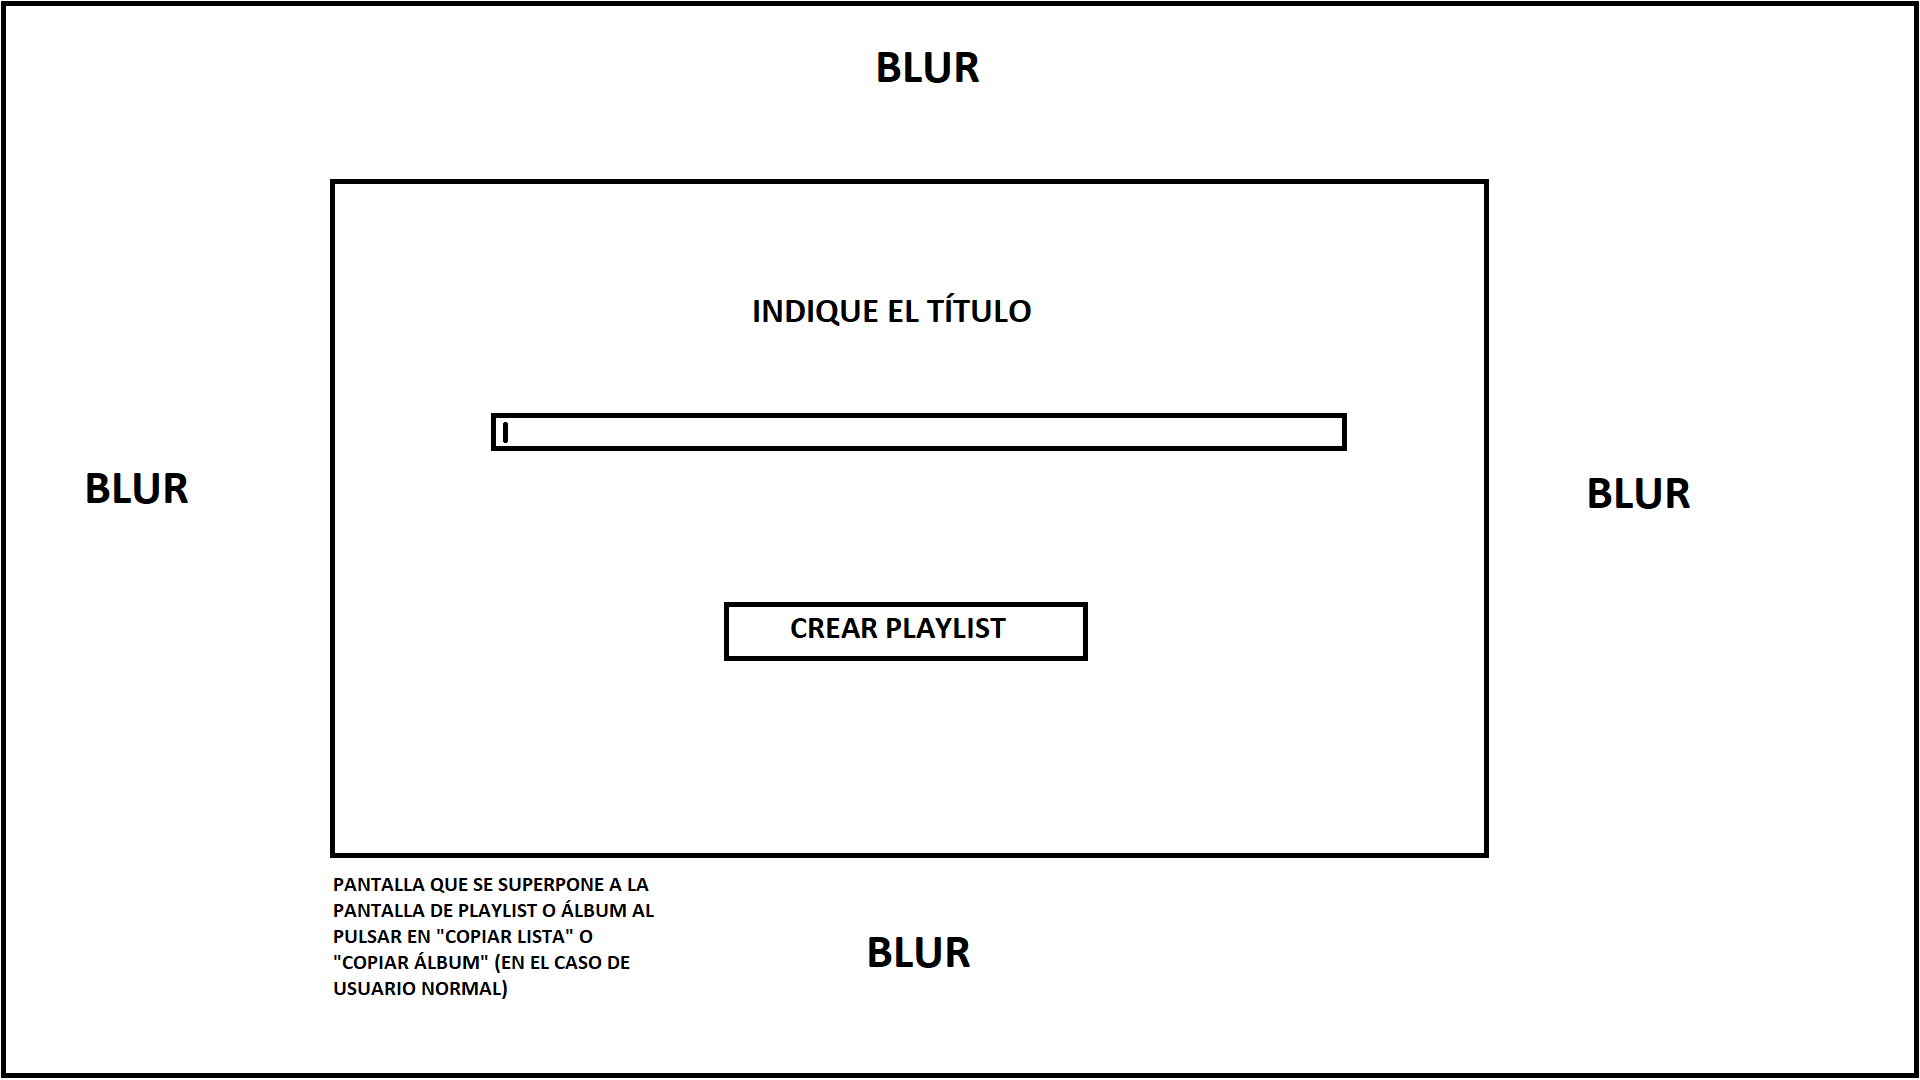 BLUR
INDIQUE EL TÍTULO
BLUR
BLUR
CREAR PLAYLIST
PANTALLA QUE SE SUPERPONE A LA
PANTALLA DE PLAYLIST O ÁLBUM AL
PULSAR EN "COPIAR LISTA" O
"COPIAR ÁLBUM" (EN EL CASO DE
USUARIO NORMAL)
BLUR